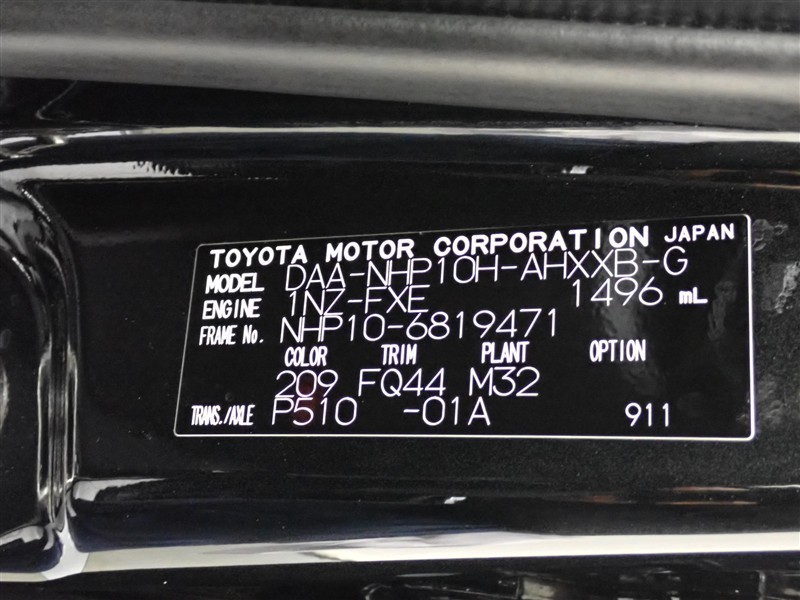 TOYOTA MOTOR CORPORATION JAPAN
MODEL DAA-NHP10H-AHXXB-G
ENGINE 1NZ-FXE 1496 mL
FRAME No. NHP10-6819471
COLOR TRIM PLANT OPTION
209 FQ44 M32
TRANS./AXLE P510 -01A 911